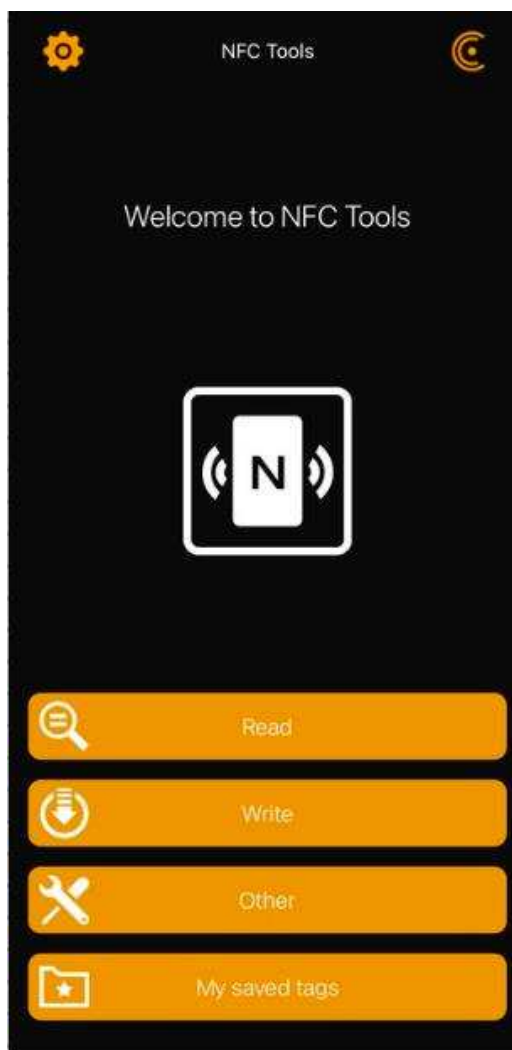 NFC Tools
Welcome to NFC Tools
N
Read
Write
Other
My saved tags